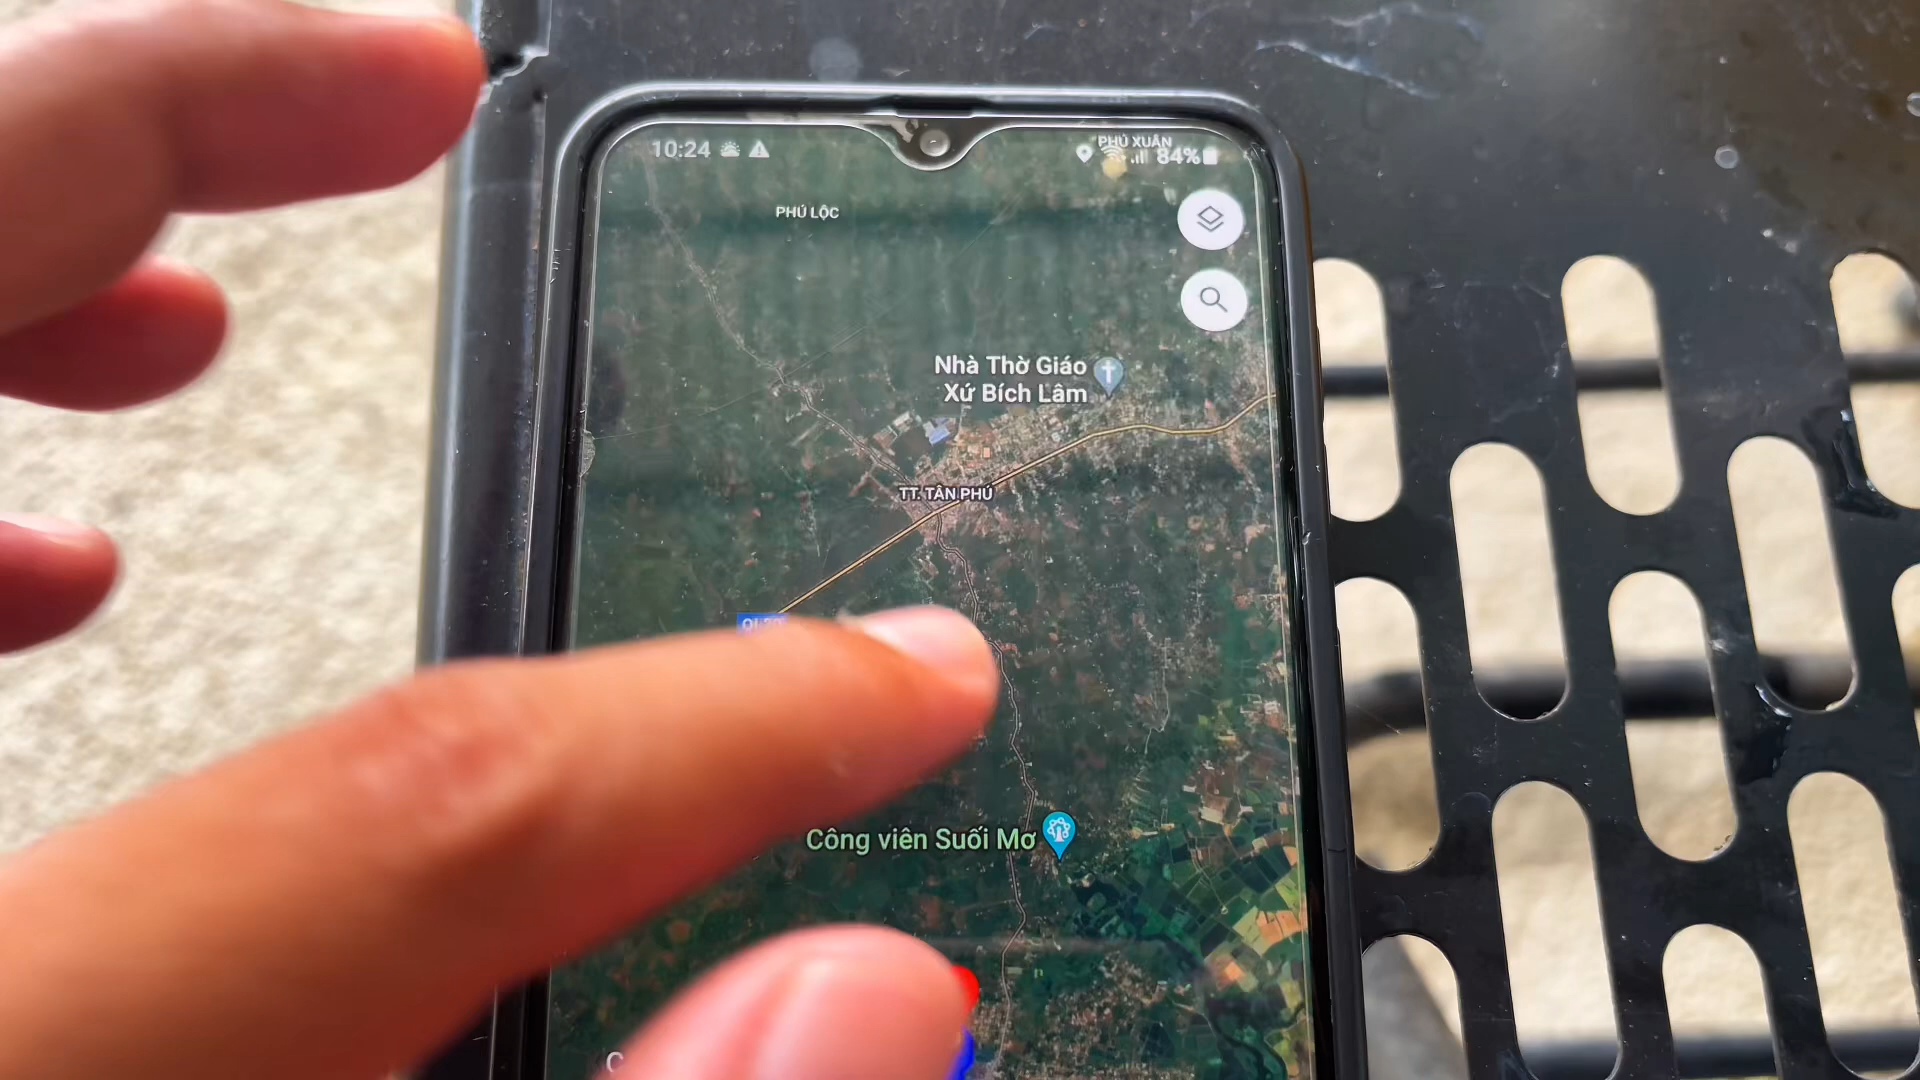 10:24
PHÚ XUÂN
84%
PHÚ LỘC
Nhà Thờ Giáo
Xứ Bích Lâm
TT. TÂN PHÚ
Công viên Suối Mơ